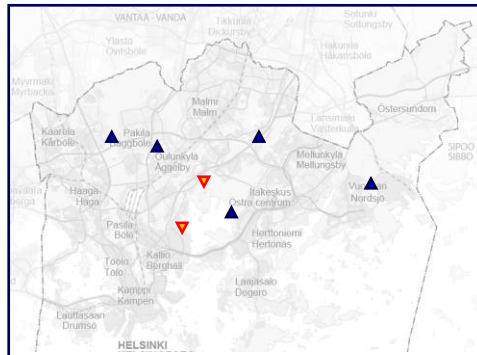 VANTAA - VANDA
Tikkurila
Dickursby
Sotunki
Sottungsby
Ylästö
Övitsböle
Hakunila
Håkansböle
Myyrmäki
Myrbacka
Malmi
Malm
Östersundom
Länsimäki
Västerkulla
Kaarela
Kårböle
Pakila
Baggböle
SIPOO
SIBBO
Oulunkylä
Åggelby
Mellunkylä
Mellungsby
Haaga
Haga
Itäkeskus
Östra centrum
Vuosaari
Nordsjö
Pasila
Böle
Herttoniemi
Hertonäs
Kallio
Berghäll
Töölö
Tölö
Laajasalo
Degerö
Kamppi
Kampen
Lauttasaari
Drumsö
HELSINKI